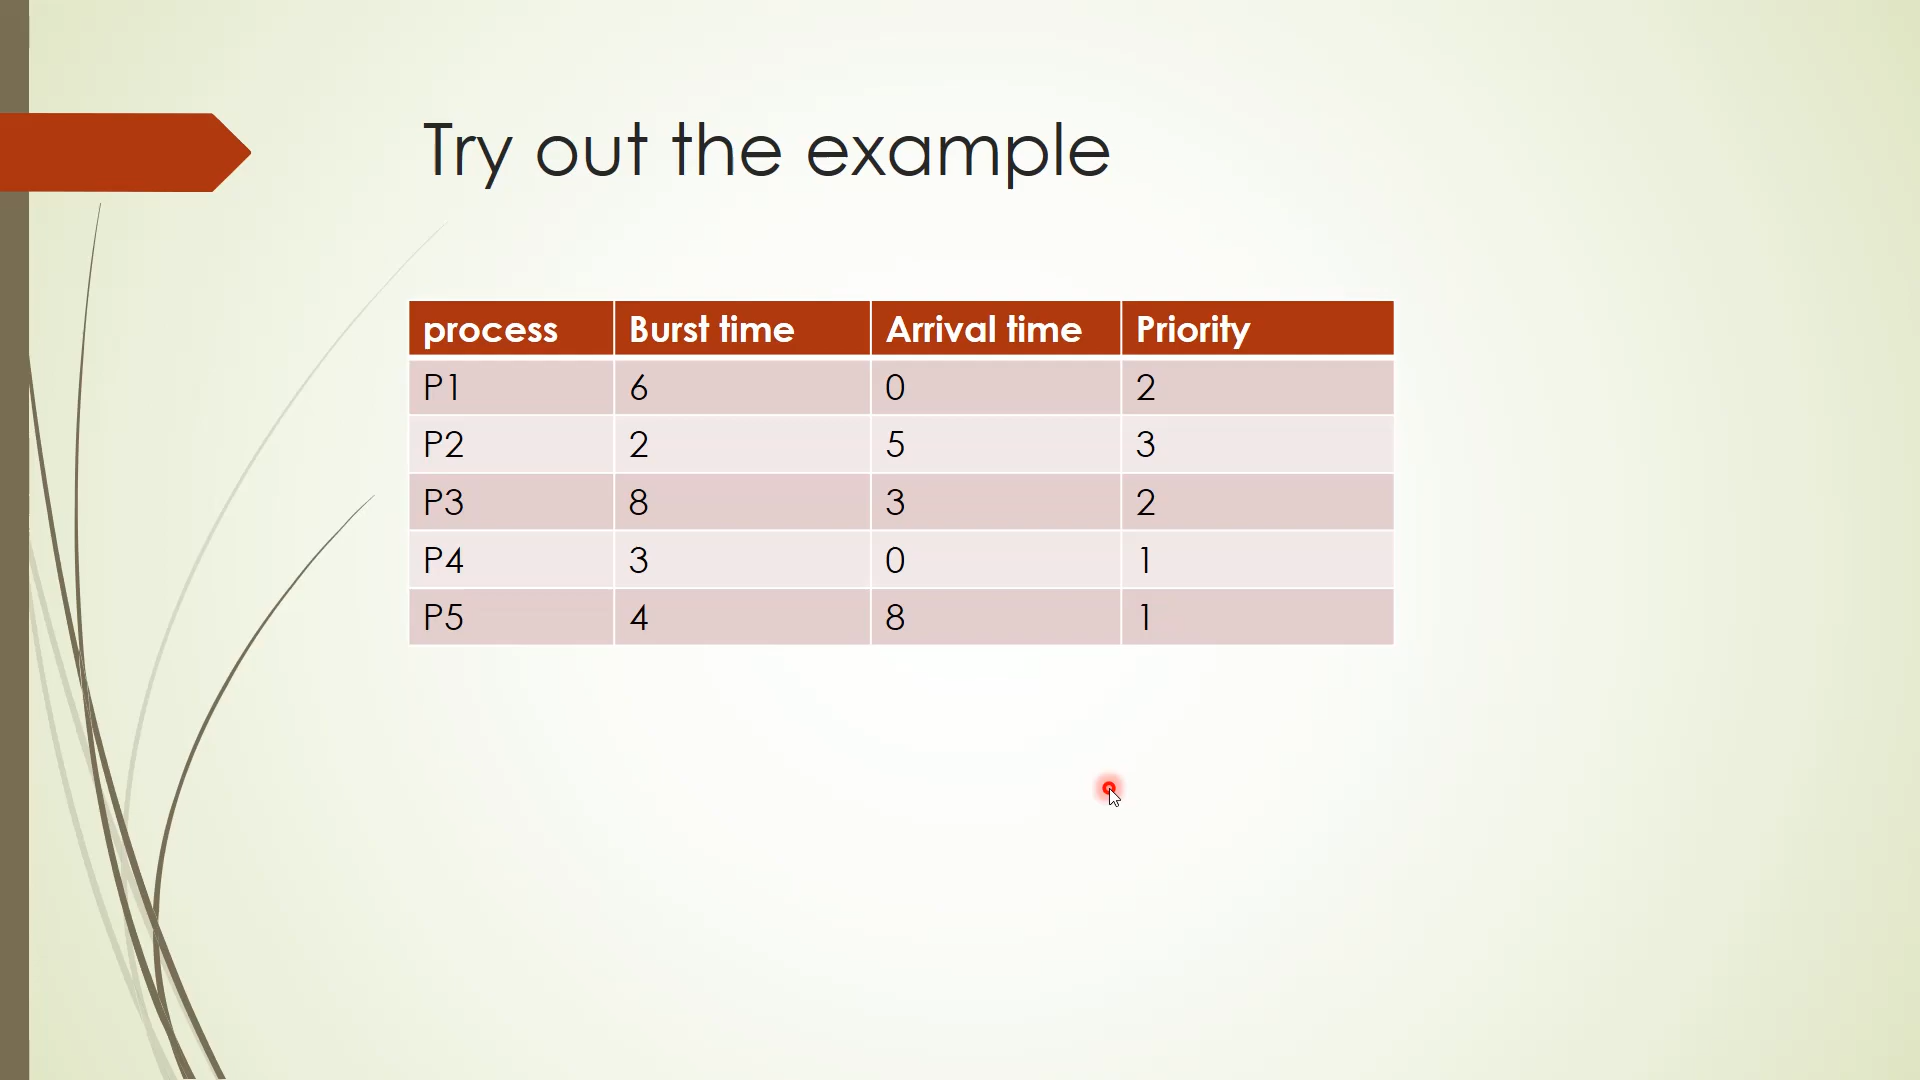 Try out the example
process Burst time Arrival time Priority
P1 6 0 2
P2 2 5 3
P3 8 3 2
P4 3 0 1
P5 4 8 1